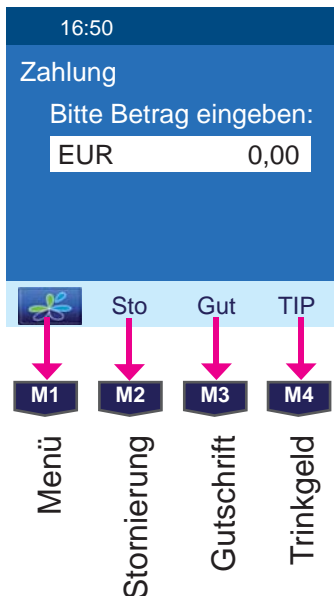 16:50
Zahlung
Bitte Betrag eingeben:
EUR 0,00
Sto Gut TIP
M1 M2 M3 M4
Menü
Stornierung
Gutschrift
Trinkgeld